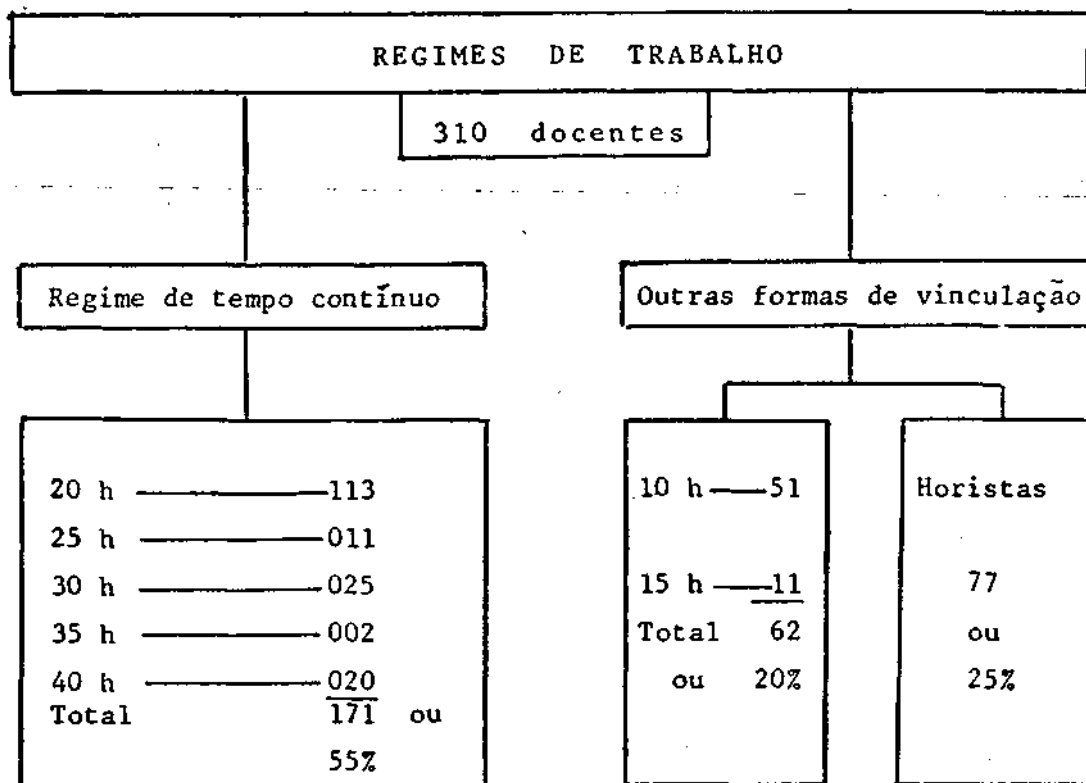 REGIMES DE TRABALHO
310 docentes
Regime de tempo contínuo
20 h 113
25 h 011
30 h 025
35 h 002
40 h 020
Total 171 ou
55%
Outras formas de vinculação
10 h 51
15 h 11
Total 62
ou 20%
Horistas
77
ou
25%